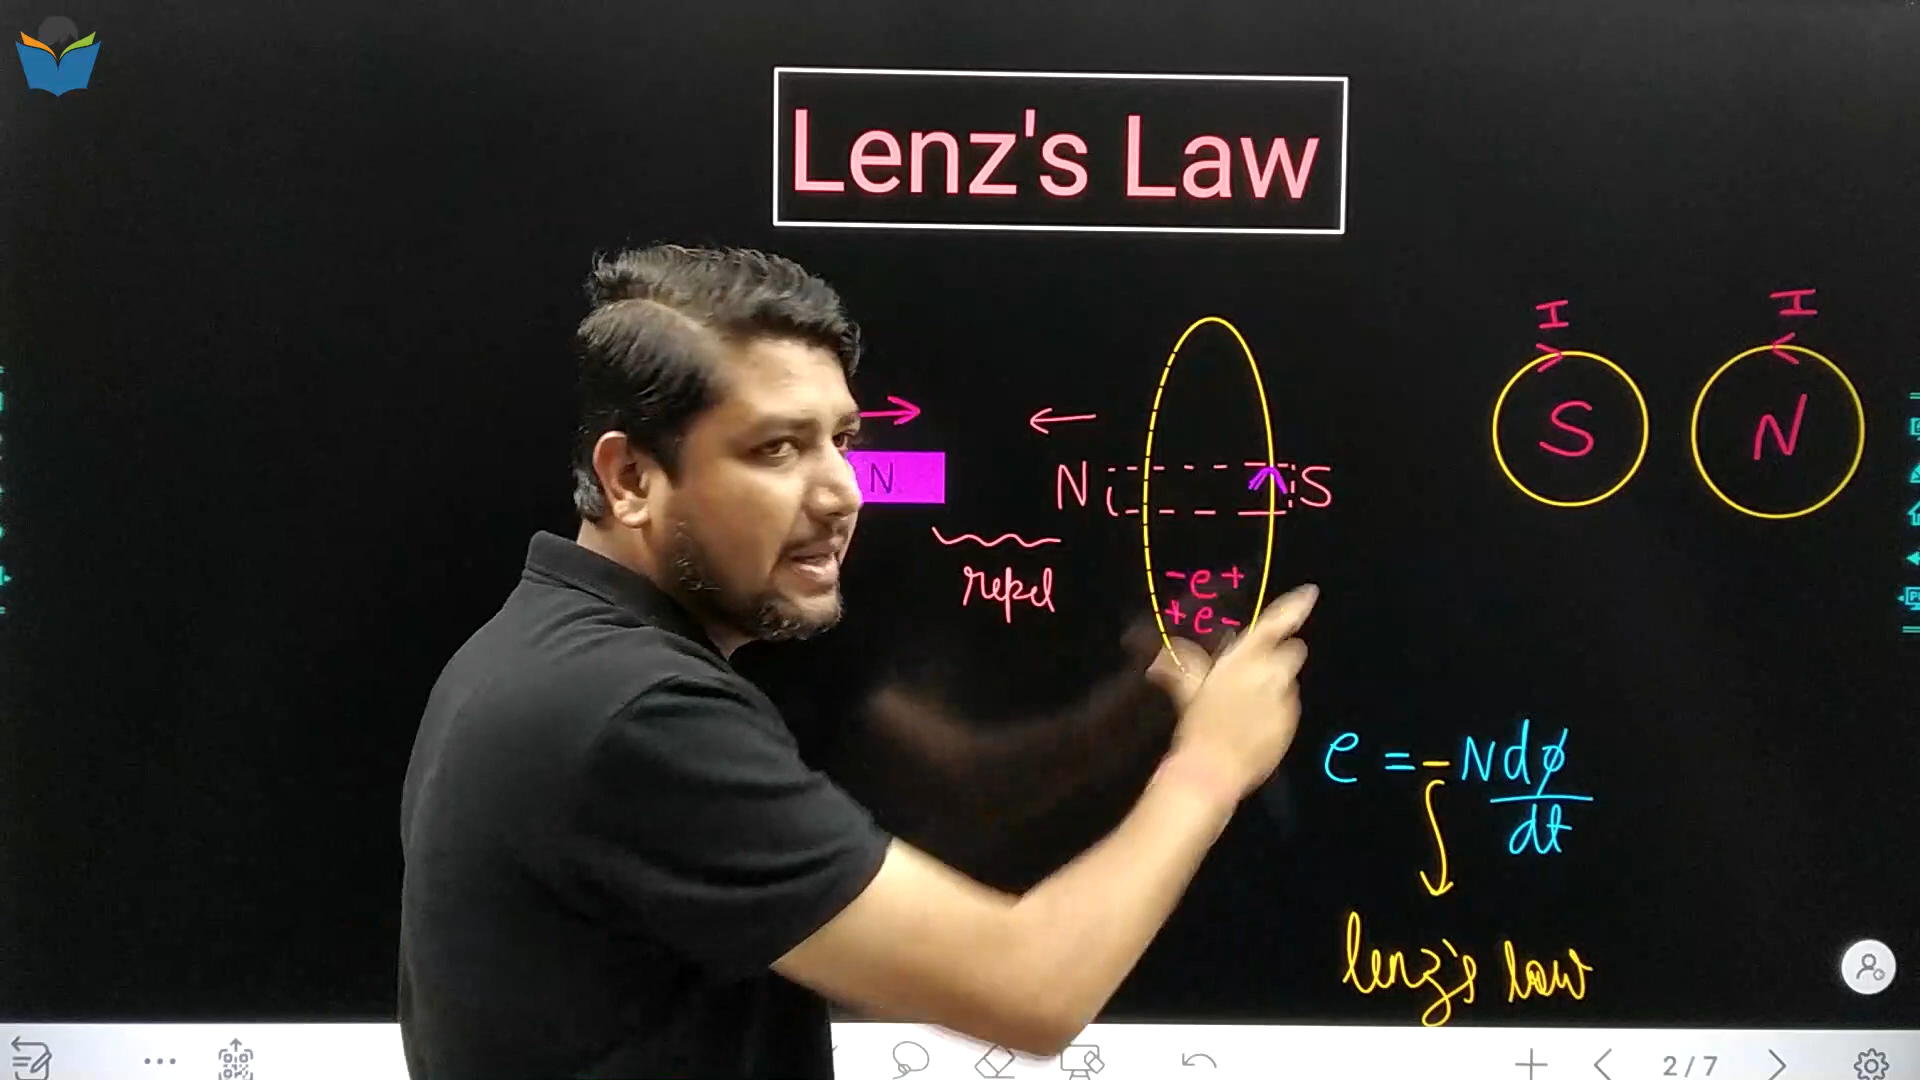 Lenz's Law
I
I
S
N
N
N
S
repel
- e +
+ e -
e = - N dφ
dt
lenz's law
2/7